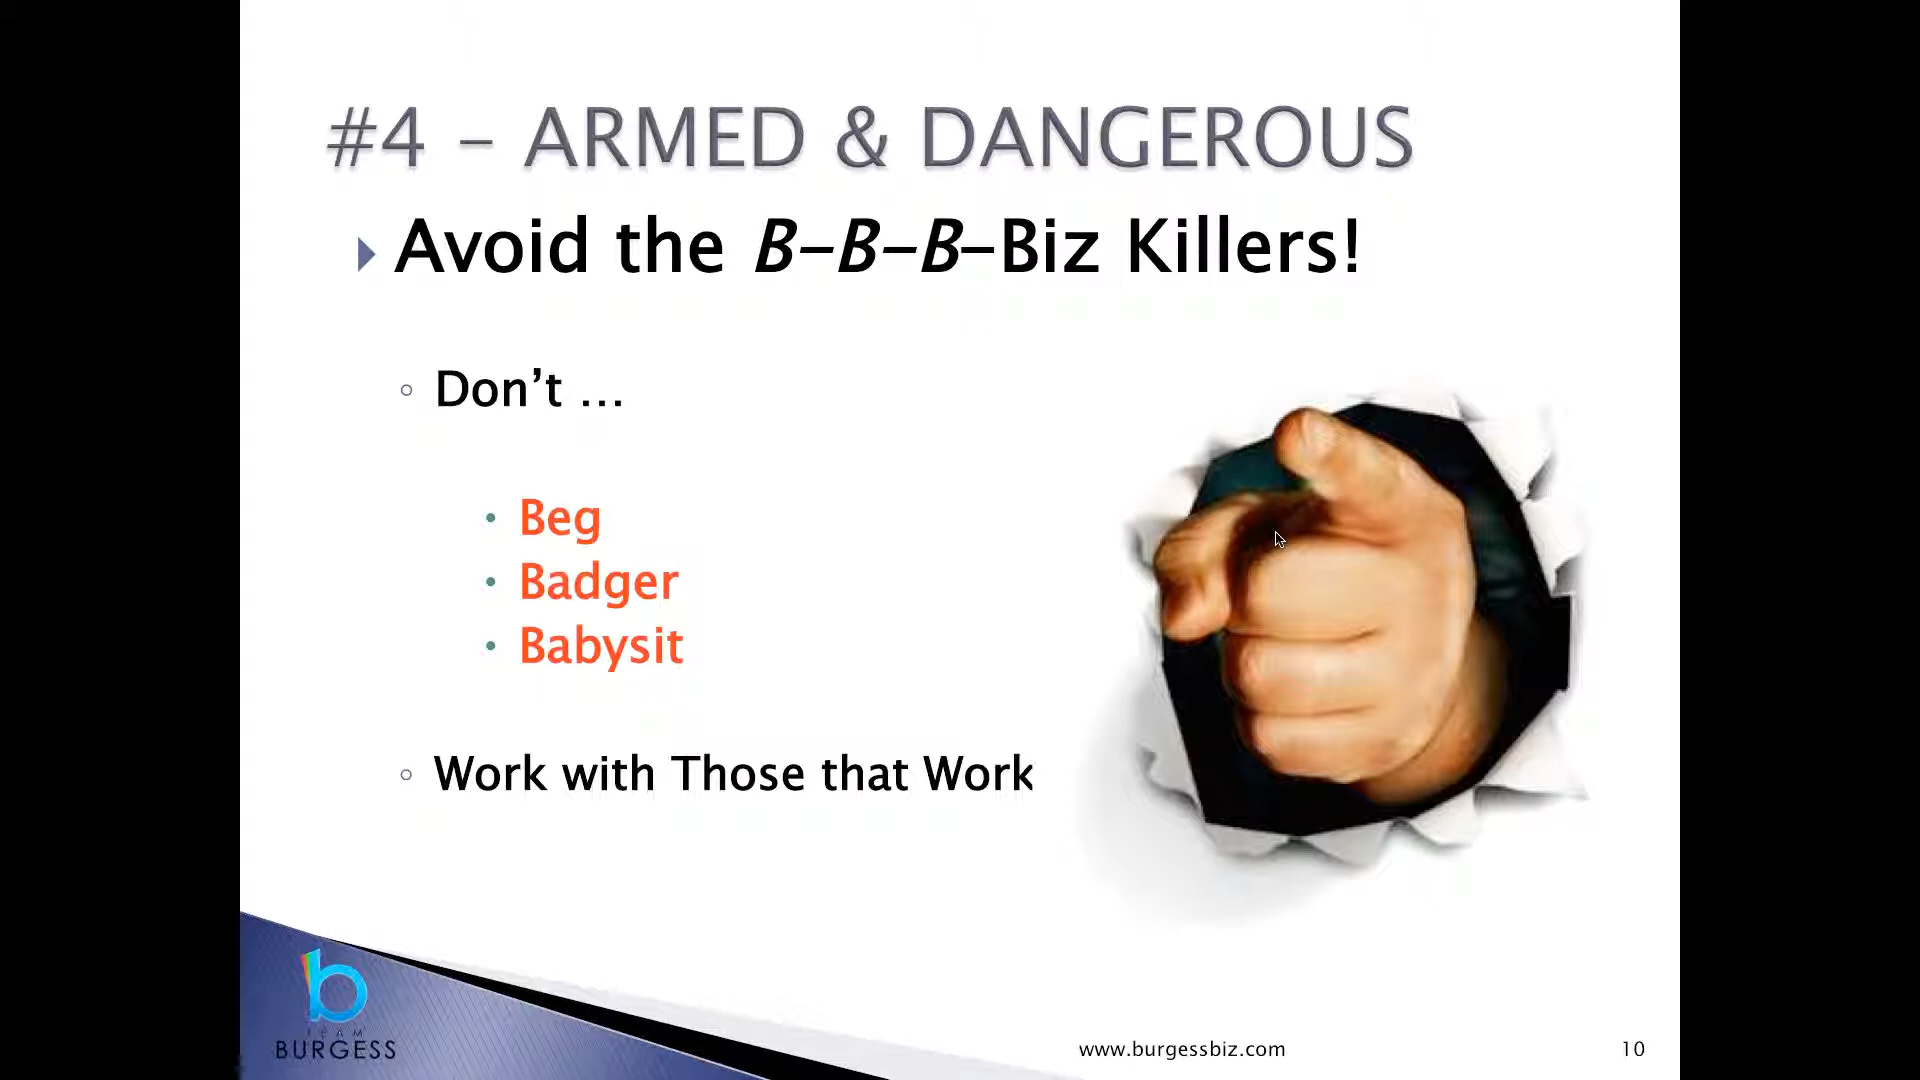 #4 – ARMED & DANGEROUS
Avoid the B-B-B-Biz Killers!
Don’t …
Beg
Badger
Babysit
Work with Those that Work
TEAM
BURGESS
www.burgessbiz.com
10